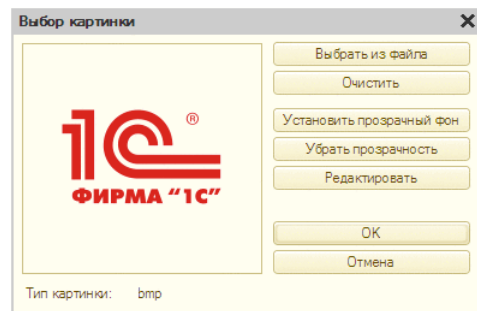 Выбор картинки
Выбрать из файла
Очистить
1С®
ФИРМА "1С"
Установить прозрачный фон
Убрать прозрачность
Редактировать
ОК
Отмена
Тип картинки: bmp